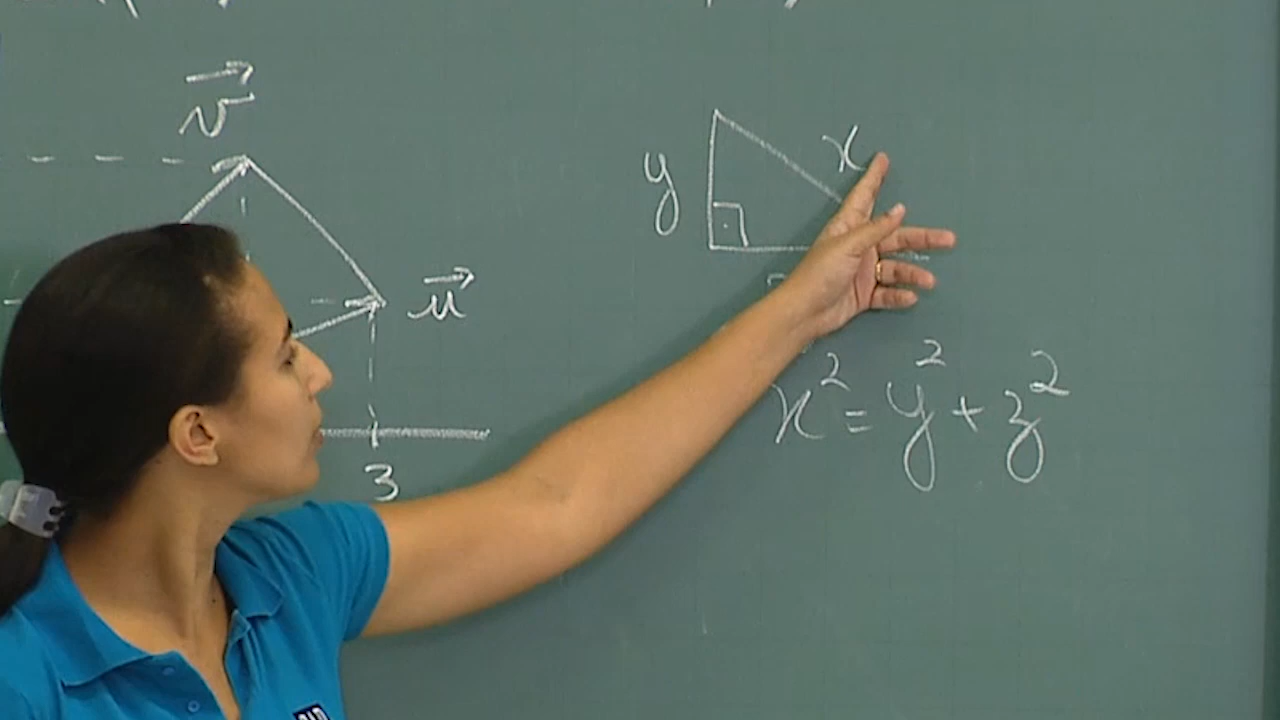 v
x
y
u
x² = y² + z²
3